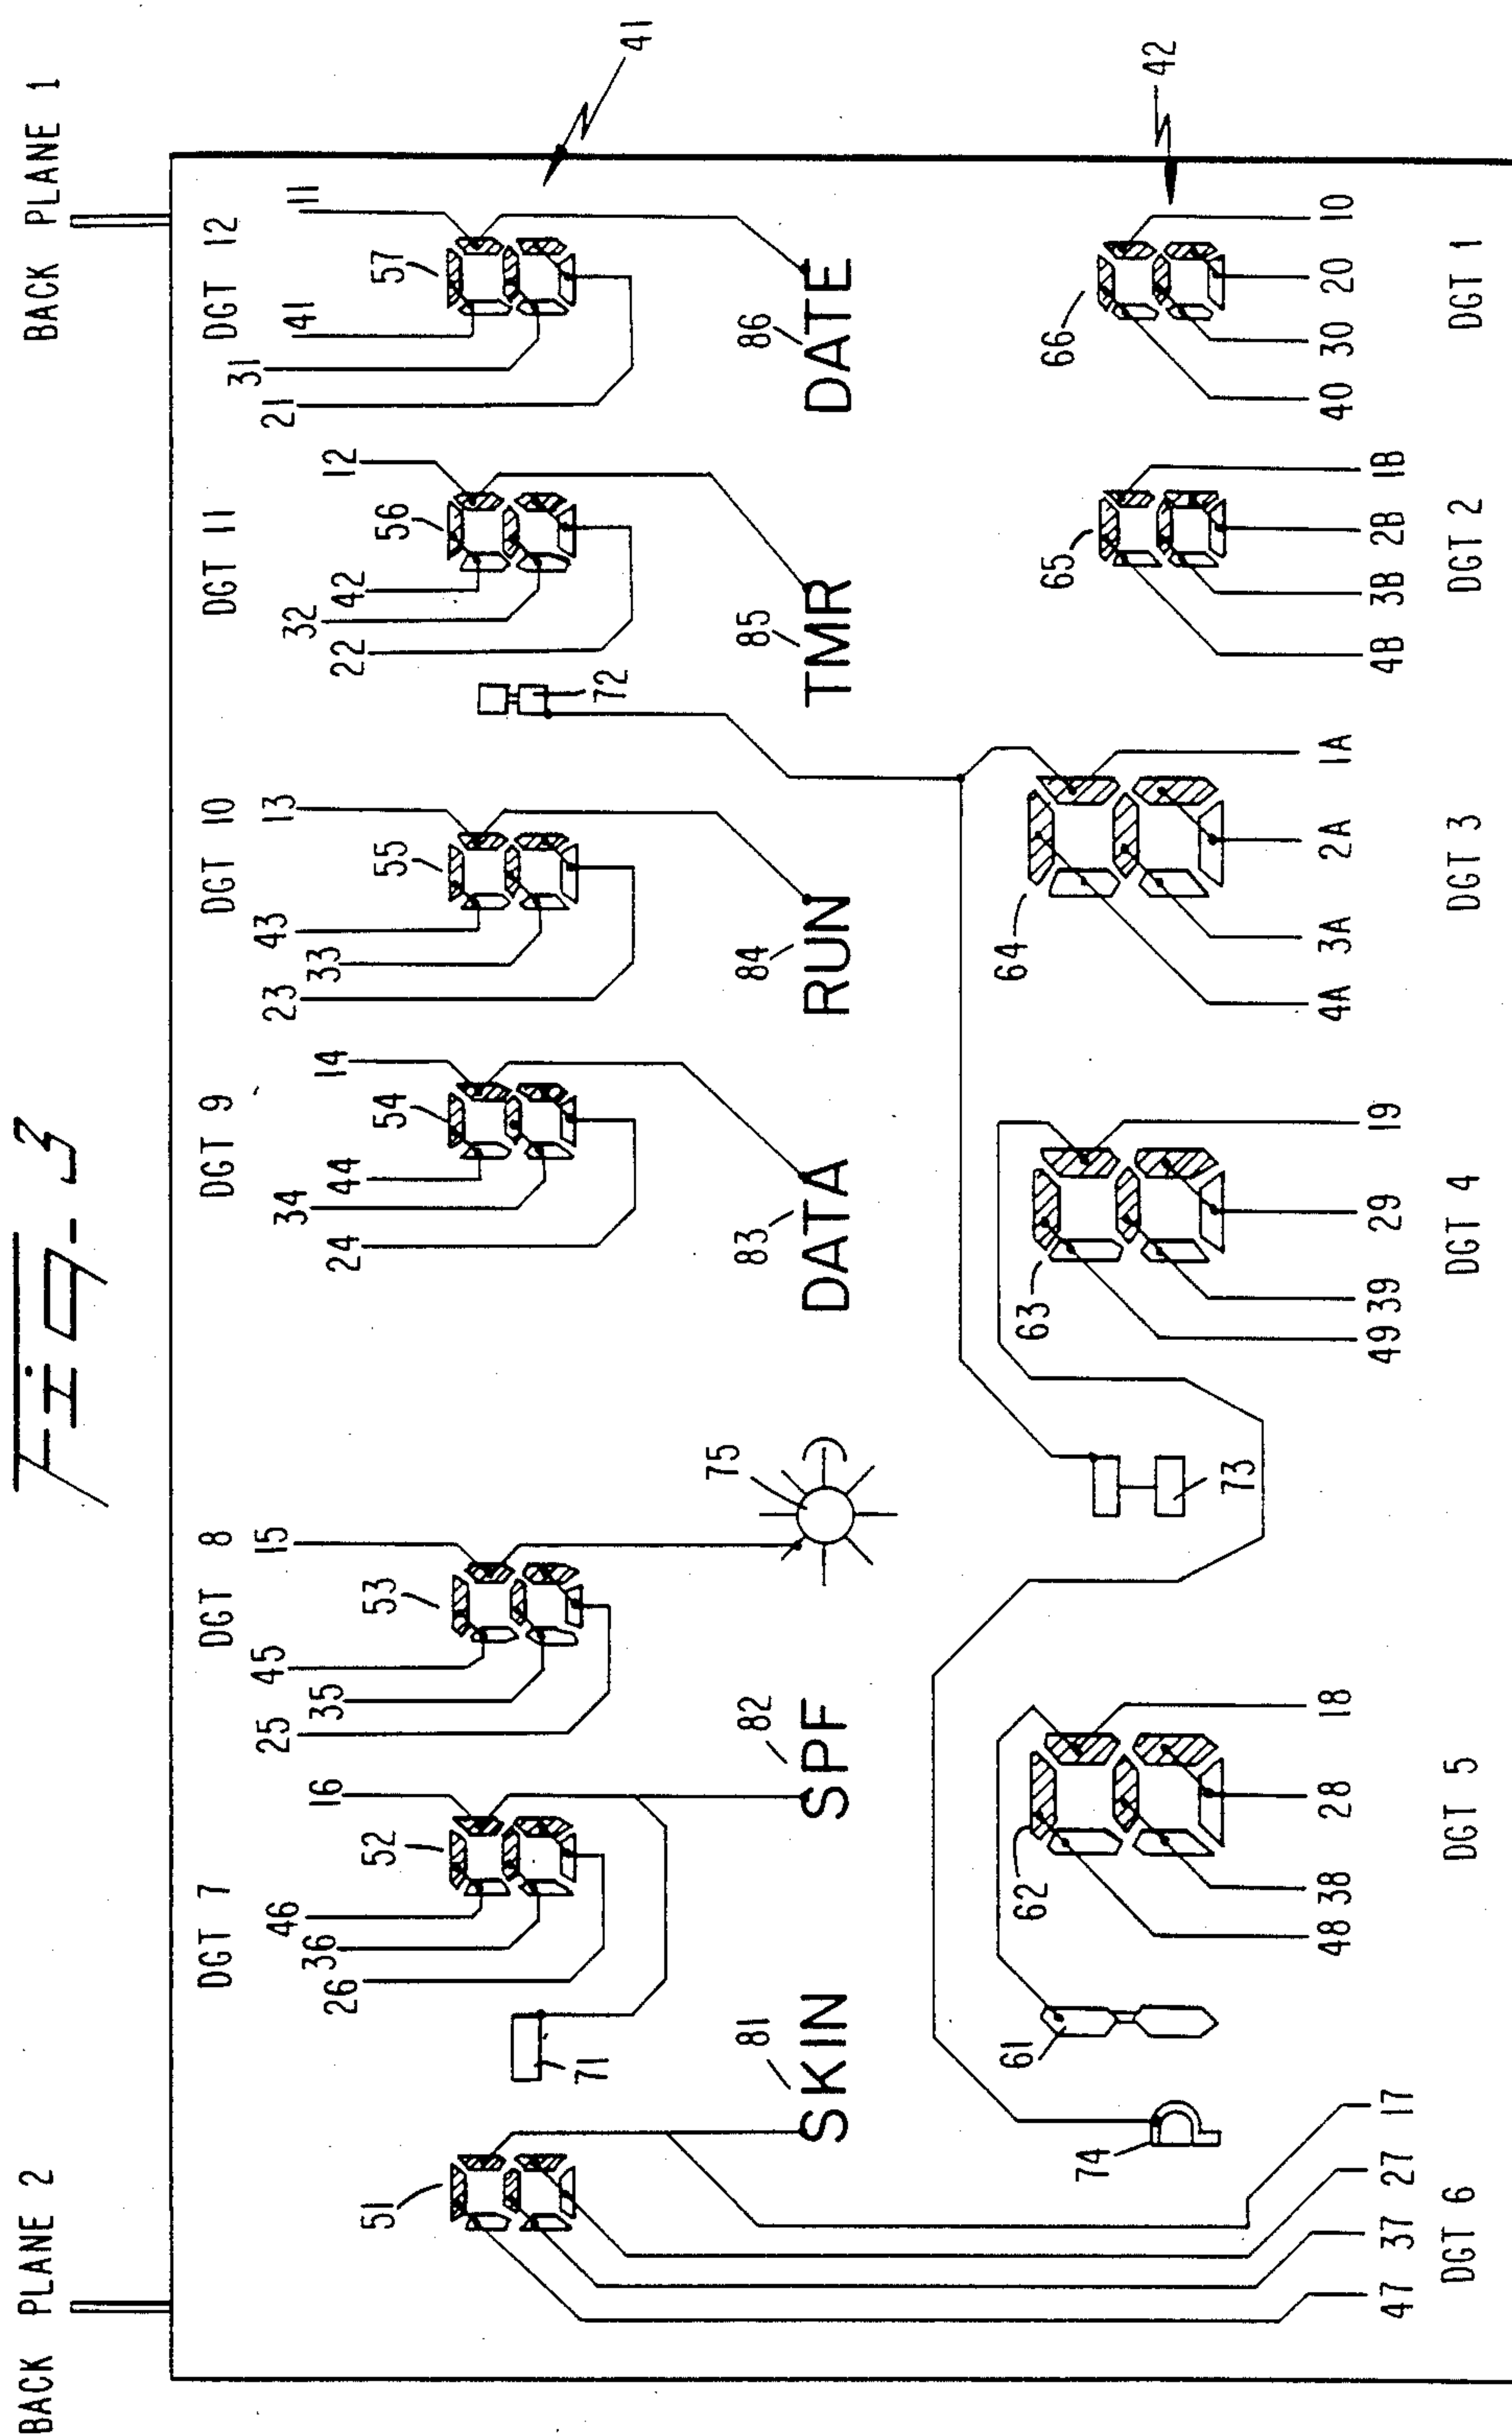 Fig-3
BACK PLANE 2 BACK PLANE 1
DGT 7 DGT 8 DGT 9 DGT 10 DGT 11 DGT 12
46 16 25 45 15 34 23 43 13 21 41 11
26 36 24 44 14 33 22 32 42 12 31
51 52 53 54 55 56 57
71 72 41
SKIN SPF DATA RUN TMR DATE
81 82 75 83 84 85 86
74 61 62 63 64 65 66
73 42
48 38 28 18 4A 3A 2A 1A 40 30 20 10
47 37 27 17 49 39 29 19 4B 3B 2B 1B
DGT 6 DGT 5 DGT 4 DGT 3 DGT 2 DGT 1